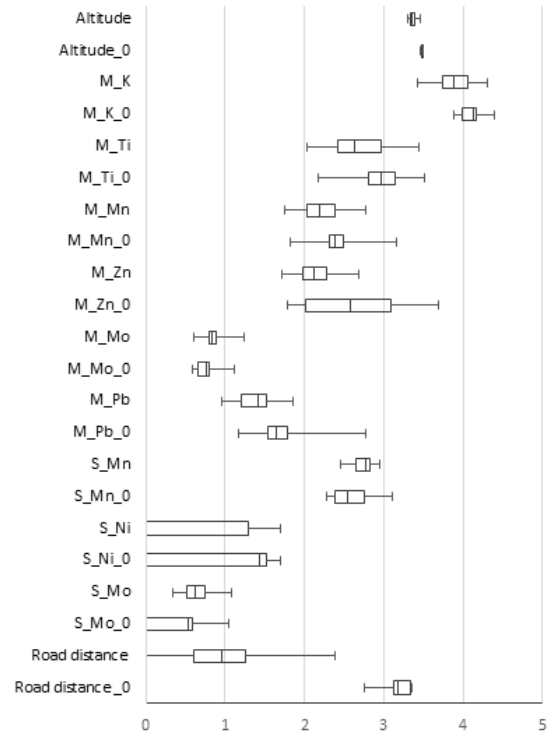 Altitude
Altitude_0
M_K
M_K_0
M_Ti
M_Ti_0
M_Mn
M_Mn_0
M_Zn
M_Zn_0
M_Mo
M_Mo_0
M_Pb
M_Pb_0
S_Mn
S_Mn_0
S_Ni
S_Ni_0
S_Mo
S_Mo_0
Road distance
Road distance_0
0 1 2 3 4 5